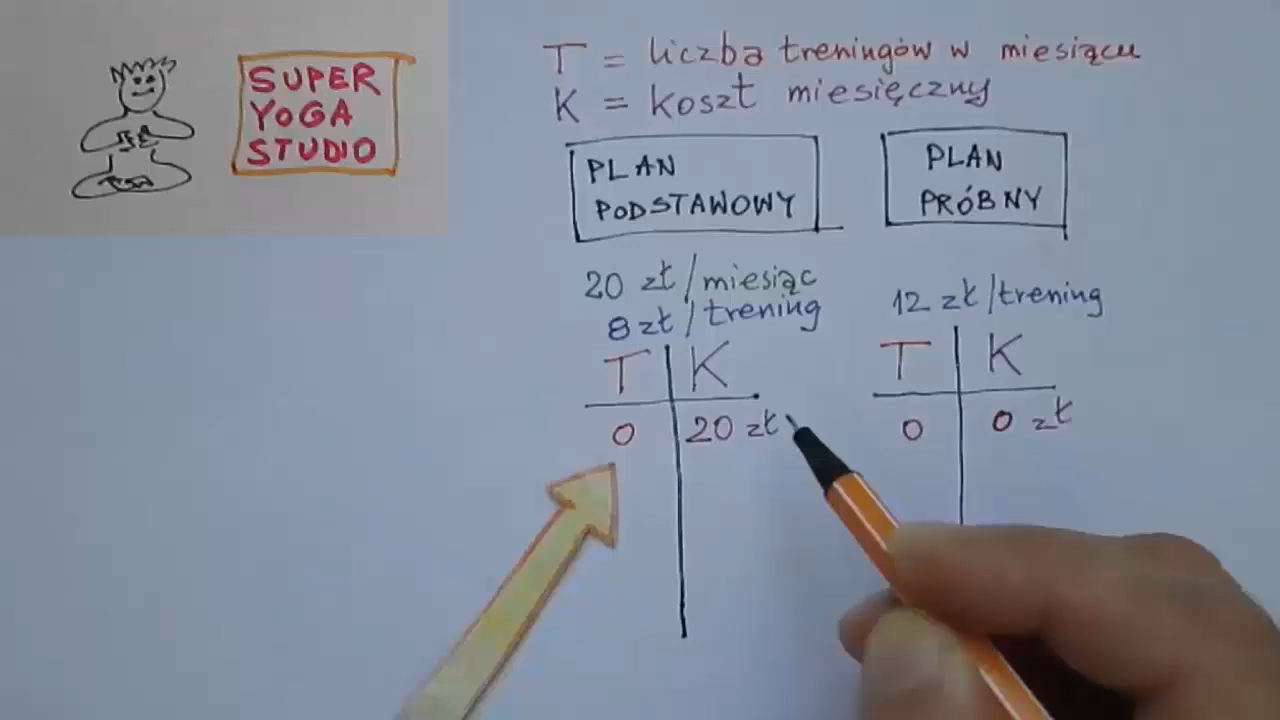 SUPER
YOGA
STUDIO
T = liczba treningów w miesiącu
K = koszt miesięczny
PLAN
PODSTAWOWY
20 zł/miesiąc
8 zł/trening
T K
0 20 zł
PLAN
PRÓBNY
12 zł/trening
T K
0 0 zł